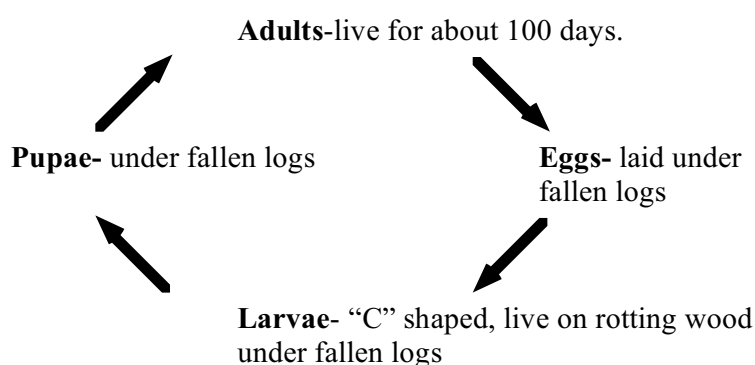 Adults-live for about 100 days.
Pupae- under fallen logs
Eggs- laid under
fallen logs
Larvae- “C” shaped, live on rotting wood
under fallen logs